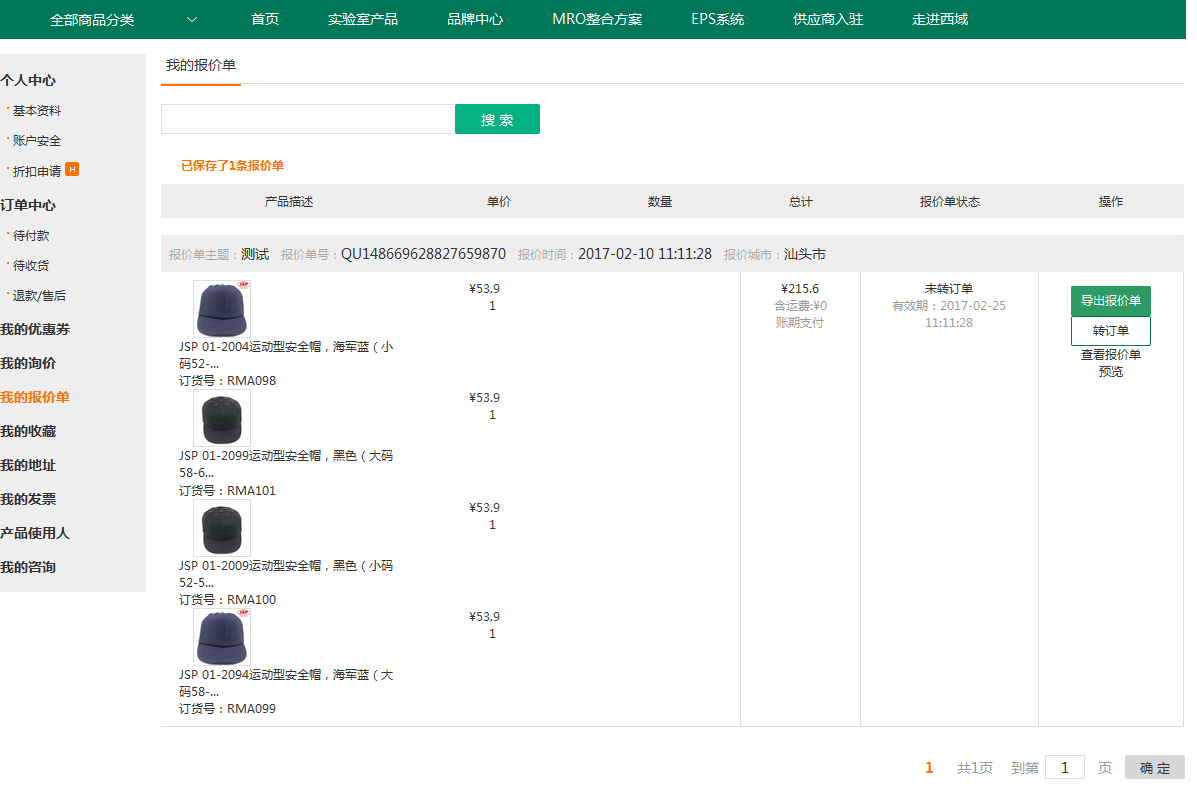 全部商品分类 首页 实验室产品 品牌中心 MRO整合方案 EPS系统 供应商入驻 走进西域
个人中心
· 基本资料
· 账户安全
· 折扣申请 H
订单中心
· 待付款
· 待收货
· 退款/售后
我的优惠券
我的询价
我的报价单
我的收藏
我的地址
我的发票
产品使用人
我的咨询
我的报价单
搜 索
已保存了1条报价单
产品描述 单价 数量 总计 报价单状态 操作
报价单主题：测试 报价单号：QU148669628827659870 报价时间：2017-02-10 11:11:28 报价城市：汕头市
JSP
JSP 01-2004运动型安全帽，海军蓝（小
码52-...
订货号：RMA098
¥53.9
1
JSP 01-2099运动型安全帽，黑色（大码
58-6...
订货号：RMA101
¥53.9
1
JSP 01-2009运动型安全帽，黑色（小码
52-5...
订货号：RMA100
¥53.9
1
JSP
JSP 01-2094运动型安全帽，海军蓝（大
码58-...
订货号：RMA099
¥53.9
1
¥215.6
含运费:¥0
账期支付
未转订单
有效期：2017-02-25
11:11:28
导出报价单
转订单
查看报价单
预览
1 共1页 到第 1 页 确 定